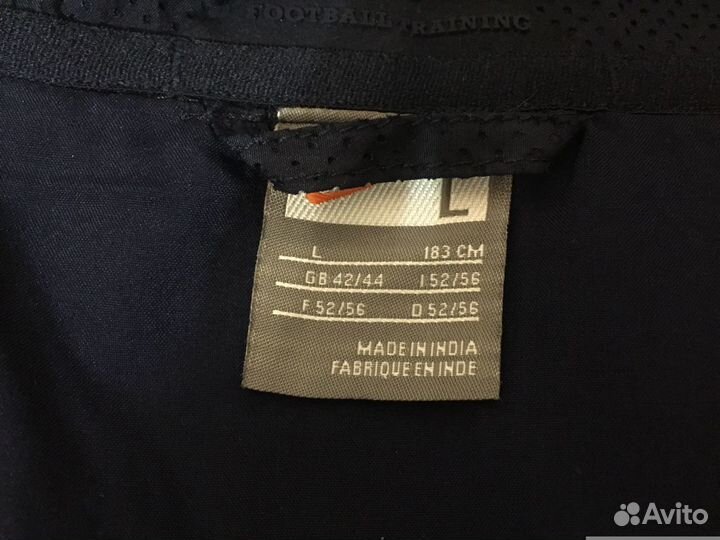 FOOTBALL TRAINING
L
L 183 CM
GB 42/44 I 52/56
F 52/56 D 52/56
MADE IN INDIA
FABRIQUE EN INDE
Avito